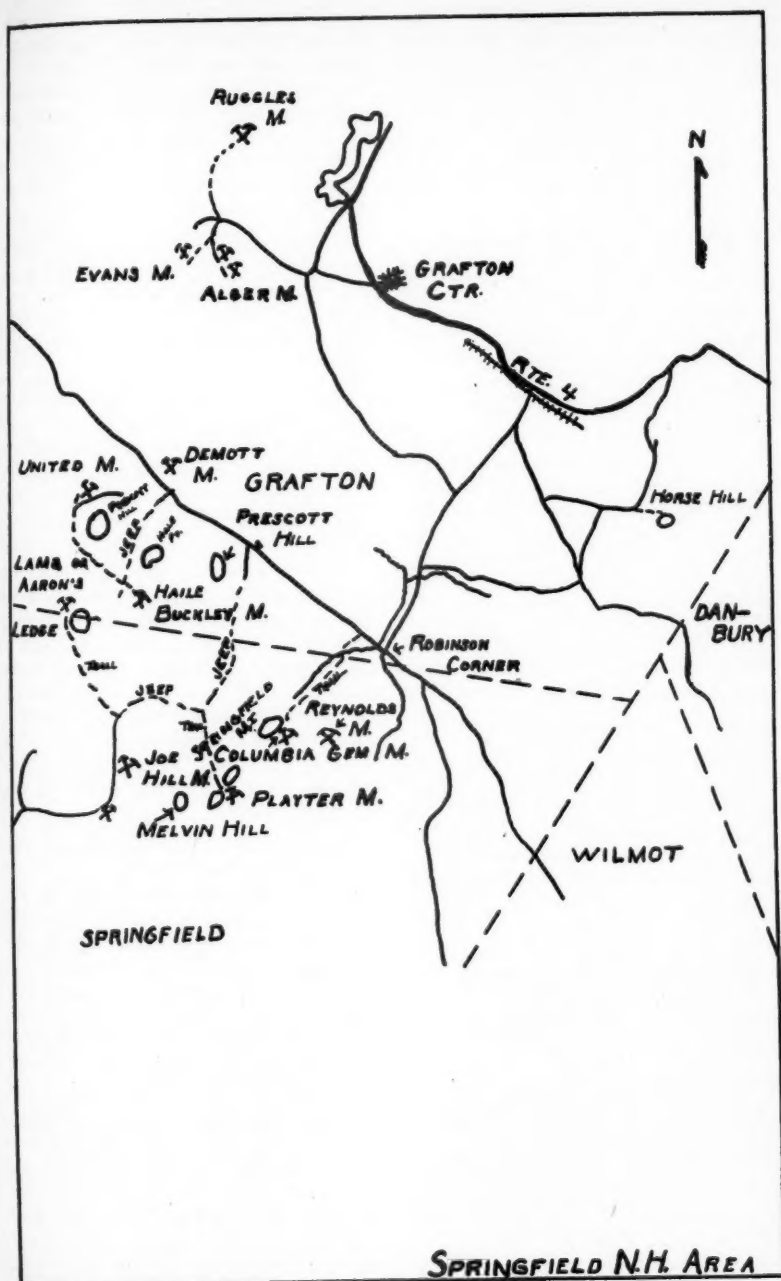 RUGGLES
M.
N
EVANS M.
ALGER M.
GRAFTON
CTR.
RTE. 4
UNITED M.
DEMOTT
M.
GRAFTON
HORSE HILL
HILL
JEEP
PRESCOTT
HILL
LAMB OR
AARON'S
LEDGE
HAILE
BUCKLEY M.
DAN-
BURY
ROBINSON
CORNER
TRAIL
JEEP
JEEP
TRAIL
TRAIL
SPRINGFIELD
REYNOLDS
M.
COLUMBIA GEM M.
JOE
HILL M.
PLAYTER M.
MELVIN HILL
WILMOT
SPRINGFIELD
SPRINGFIELD N.H. AREA